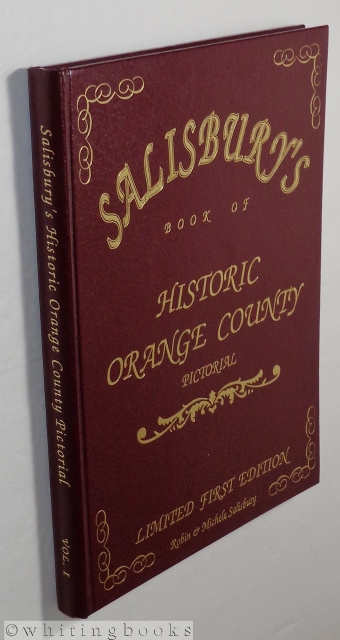 SALISBURY'S
BOOK OF
HISTORIC
ORANGE COUNTY
PICTORIAL
LIMITED FIRST EDITION
Robin & Michele Salisbury
Salisbury's Historic Orange County Pictorial VOL. I
©whitingbooks